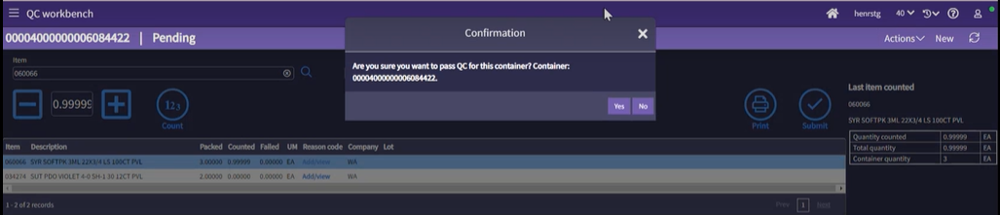 QC workbench
henrstg
40
00004000000006084422 | Pending
Actions
New
Confirmation
Are you sure you want to pass QC for this container? Container:
00004000000006084422.
Yes
No
Item
060066
0.99999
123
Count
Print
Submit
Last item counted
060066
SYR SOFTPK 3ML 22X3/4 LS 100CT PVL
Quantity counted 0.99999 EA
Total quantity 0.99999 EA
Container quantity 3 EA
Item Description Packed Counted Failed UM Reason code Company Lot
060066 SYR SOFTPK 3ML 22X3/4 LS 100CT PVL 3.00000 0.99999 0.00000 EA Add/view WA
034274 SUT PDO VIOLET 4-0 SH-1 30 12CT PVL 2.00000 0.00000 0.00000 EA Add/view WA
1 - 2 of 2 records
Prev 1 Next